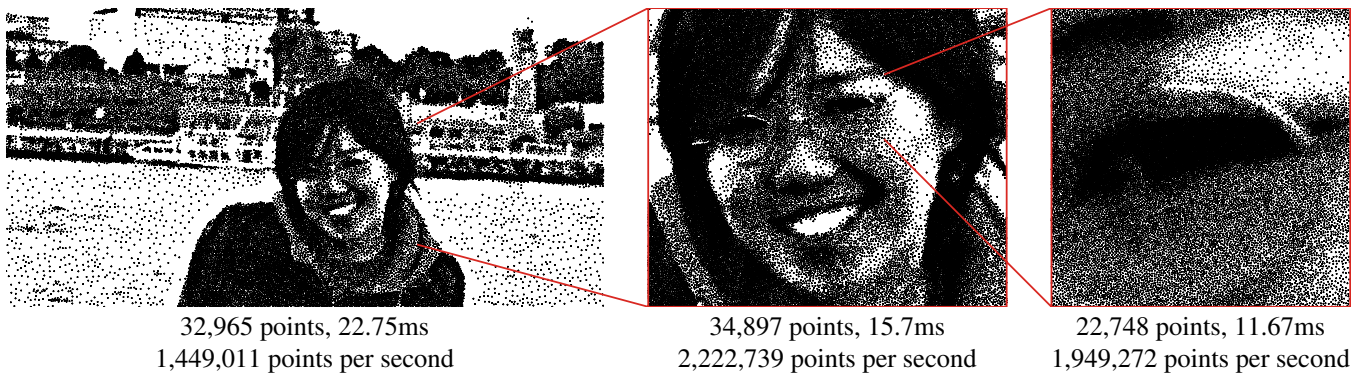 32,965 points, 22.75ms
1,449,011 points per second
34,897 points, 15.7ms
2,222,739 points per second
22,748 points, 11.67ms
1,949,272 points per second